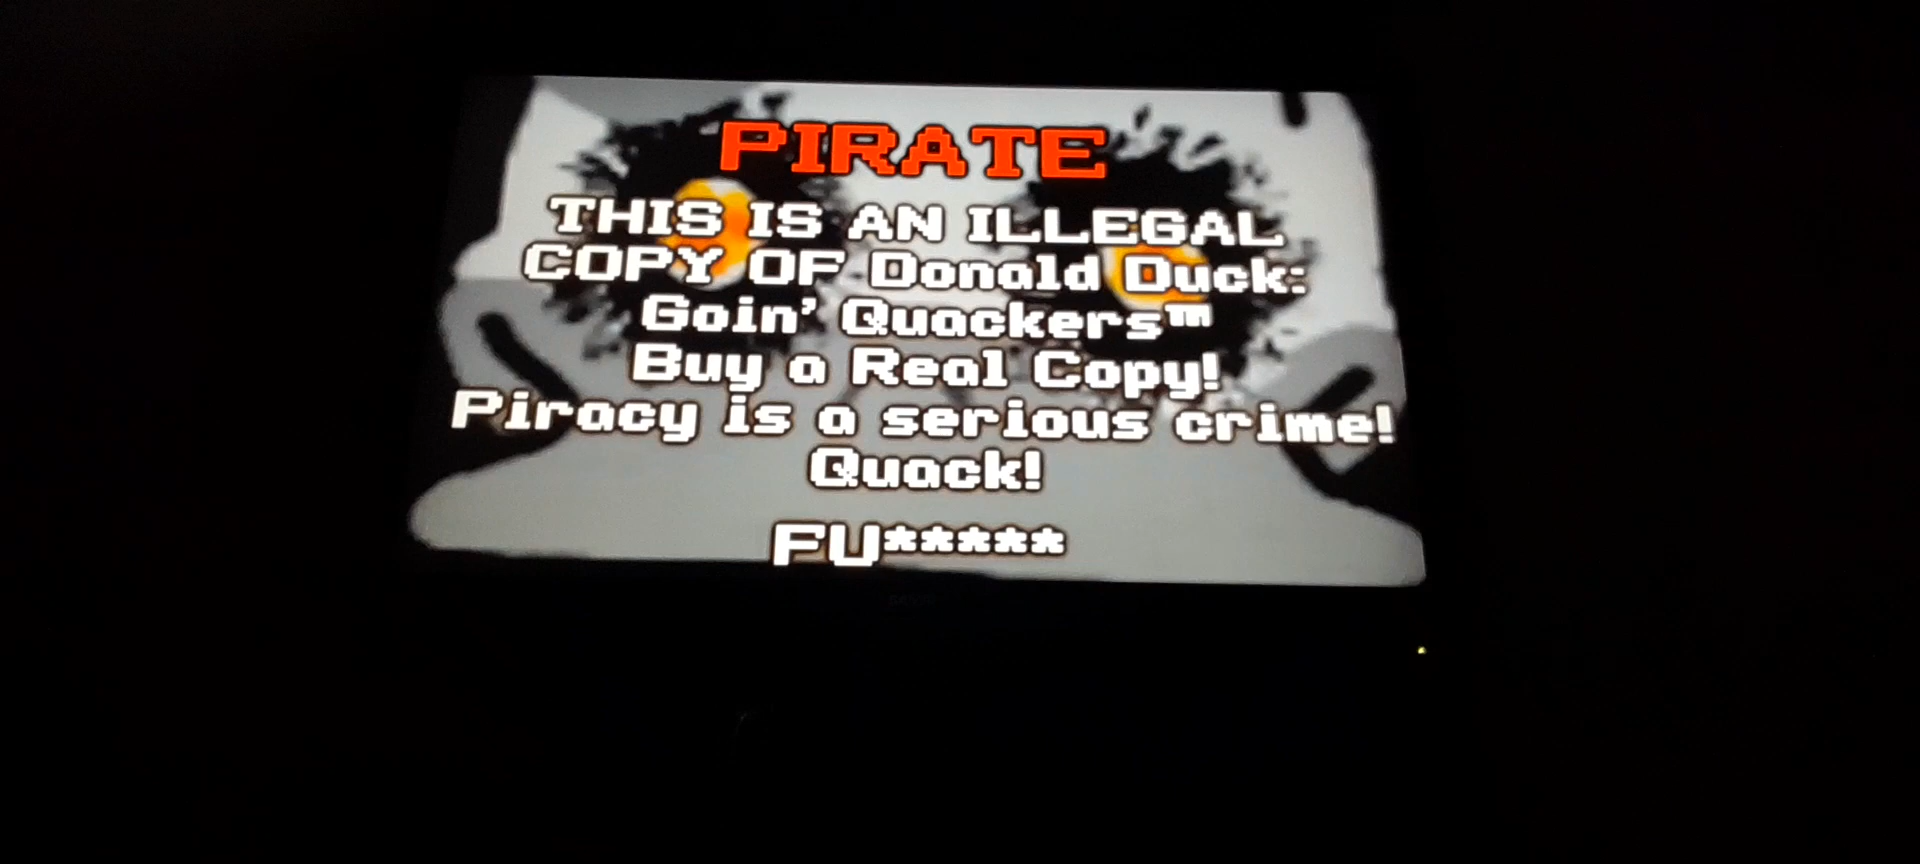 PIRATE
THIS IS AN ILLEGAL
COPY OF Donald Duck:
Goin' Quackers™
Buy a Real Copy!
Piracy is a serious crime!
Quack!
FU*****